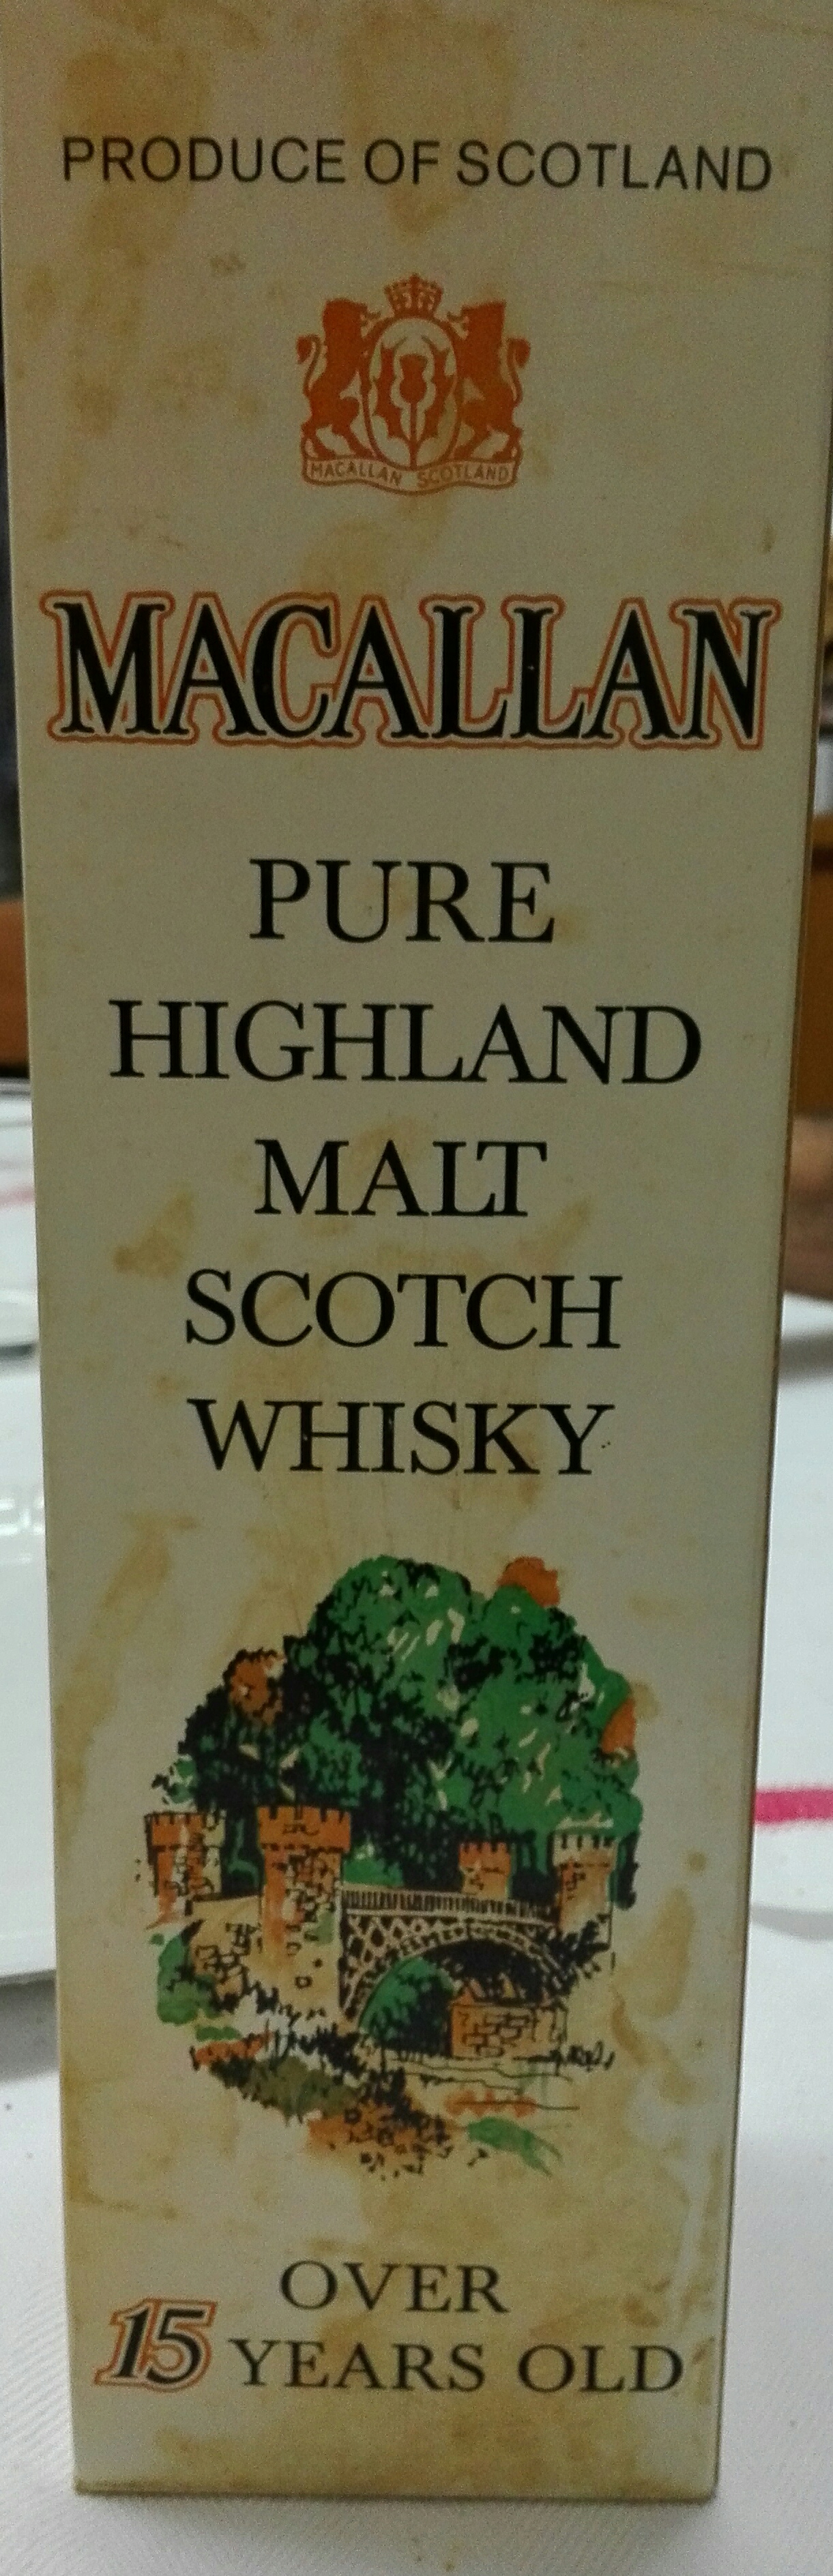 PRODUCE OF SCOTLAND
MACALLAN SCOTLAND
MACALLAN
PURE
HIGHLAND
MALT
SCOTCH
WHISKY
OVER
15 YEARS OLD